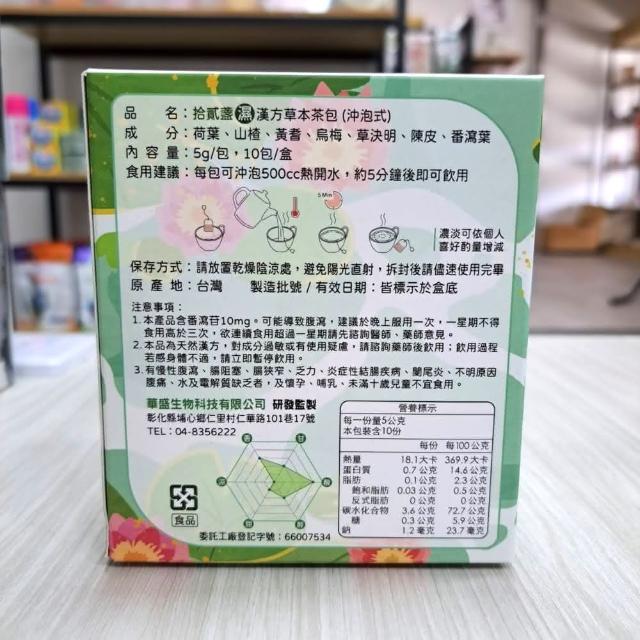 品名：拾貳盞濕漢方草本茶包 (沖泡式)
成分：荷葉、山楂、黃耆、烏梅、草決明、陳皮、番瀉葉
內容量：5g/包，10包/盒
食用建議：每包可沖泡500cc熱開水，約5分鐘後即可飲用
5 Min
濃淡可依個人
喜好酌量增減
保存方式：請放置乾燥陰涼處，避免陽光直射，拆封後請儘速使用完畢
原產地：台灣 製造批號/有效日期：皆標示於盒底
注意事項：
1.本產品含番瀉苷10mg。可能導致腹瀉，建議於晚上服用一次，一星期不得
食用高於三次，欲連續食用超過一星期請先諮詢醫師、藥師意見。
2.本品為天然漢方，對成分過敏或有使用疑慮，請諮詢藥師後飲用；飲用過程
若感身體不適，請立即暫停飲用。
3.有慢性腹瀉、腸阻塞、腸狹窄、乏力、炎症性結腸疾病、闌尾炎、不明原因
腹痛、水及電解質缺乏者，及懷孕、哺乳、未滿十歲兒童不宜食用。
華盛生物科技有限公司 研發監製
彰化縣埔心鄉仁里村仁華路101巷17號
TEL：04-8356222
香
甘
酸
涼
食品
委託工廠登記字號：66007534
營養標示
每一份量5公克
本包裝含10份
每份 每100公克
熱量 18.1大卡 369.9大卡
蛋白質 0.7公克 14.6公克
脂肪 0.1公克 2.3公克
飽和脂肪 0.03公克 0.5公克
反式脂肪 0公克 0公克
碳水化合物 3.6公克 72.7公克
糖 0.3公克 5.9公克
鈉 1.2毫克 23.7毫克